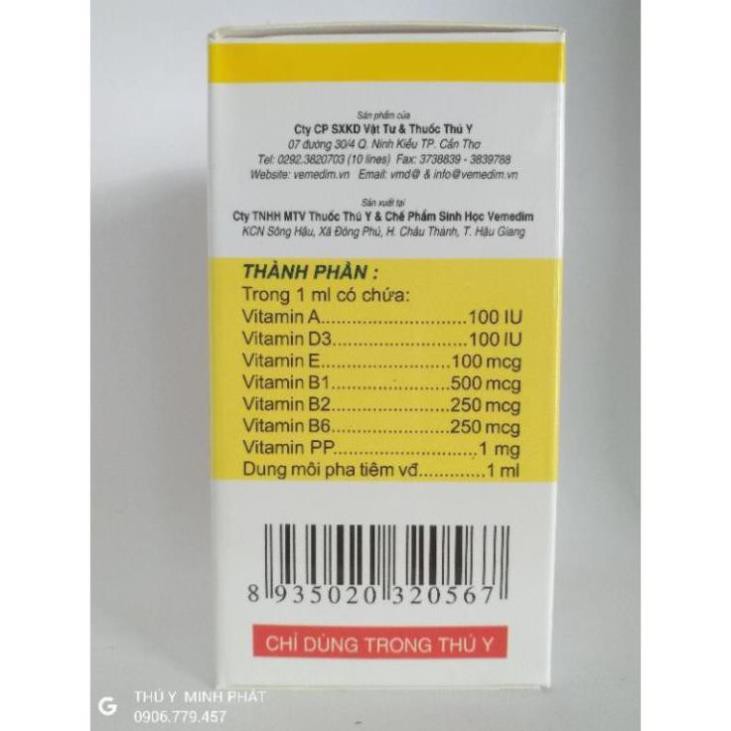 Sản phẩm của
Cty CP SXKD Vật Tư & Thuốc Thú Y
07 đường 30/4 Q. Ninh Kiều TP. Cần Thơ
Tel: 0292.3820703 (10 lines) Fax: 3738839 - 3839788
Website: vemedim.vn Email: vmd@ & info@vemedim.vn
Sản xuất tại
Cty TNHH MTV Thuốc Thú Y & Chế Phẩm Sinh Học Vemedim
KCN Sông Hậu, Xã Đông Phú, H. Châu Thành, T. Hậu Giang
THÀNH PHẦN :
Trong 1 ml có chứa:
Vitamin A..........................100 IU
Vitamin D3........................100 IU
Vitamin E.......................100 mcg
Vitamin B1.....................500 mcg
Vitamin B2.....................250 mcg
Vitamin B6.....................250 mcg
Vitamin PP..........................1 mg
Dung môi pha tiêm vđ............1 ml
8 935020 320567
CHỈ DÙNG TRONG THÚ Y
G THÚ Y MINH PHÁT
0906.779.457